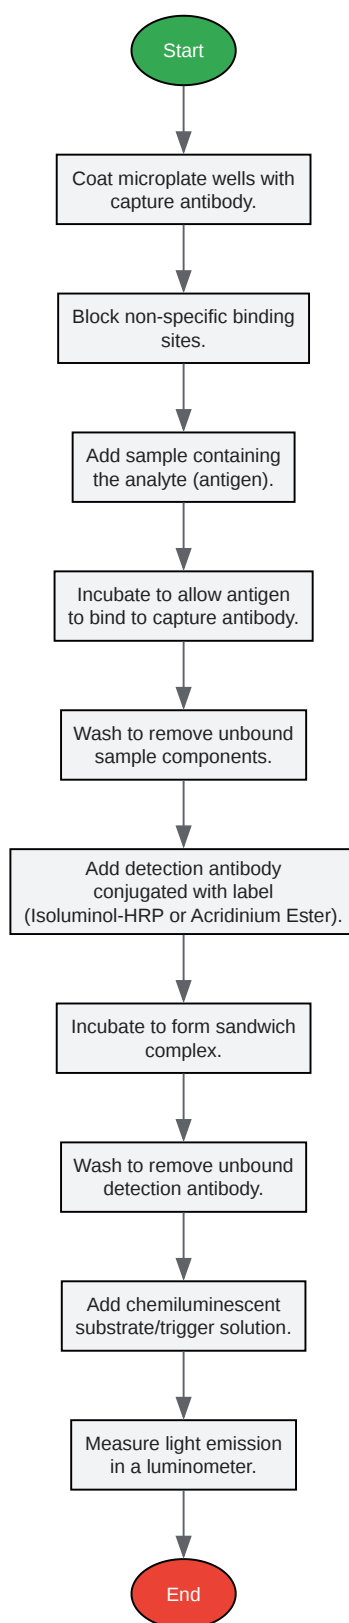 Start
Coat microplate wells with
capture antibody.
Block non-specific binding
sites.
Add sample containing
the analyte (antigen).
Incubate to allow antigen
to bind to capture antibody.
Wash to remove unbound
sample components.
Add detection antibody
conjugated with label
(Isoluminol-HRP or Acridinium Ester).
Incubate to form sandwich
complex.
Wash to remove unbound
detection antibody.
Add chemiluminescent
substrate/trigger solution.
Measure light emission
in a luminometer.
End